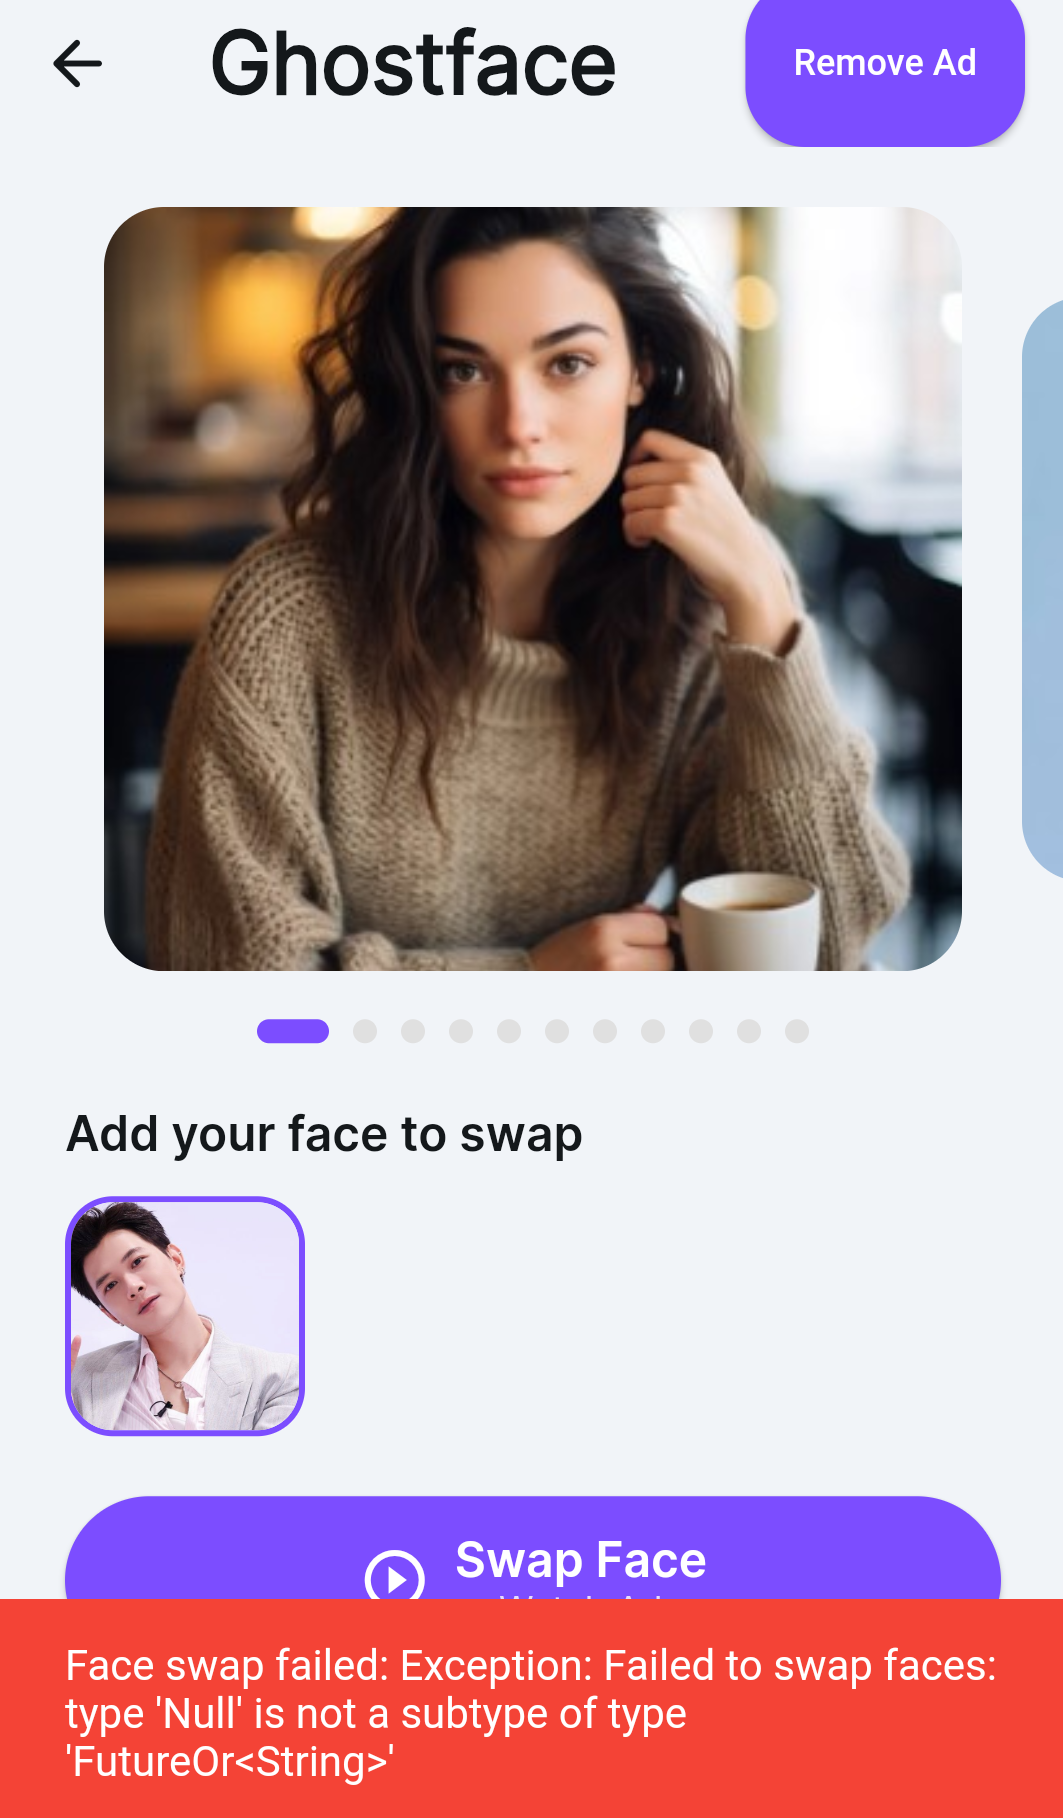 Ghostface
Remove Ad
Add your face to swap
Swap Face
Face swap failed: Exception: Failed to swap faces:
type 'Null' is not a subtype of type
'FutureOr<String>'